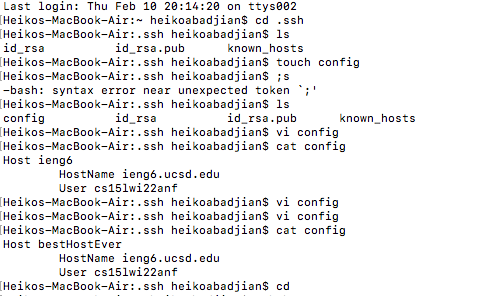 Last login: Thu Feb 10 20:14:20 on ttys002
[Heikos-MacBook-Air:~ heikoabadjian$ cd .ssh
[Heikos-MacBook-Air:.ssh heikoabadjian$ ls
id_rsa id_rsa.pub known_hosts
[Heikos-MacBook-Air:.ssh heikoabadjian$ touch config
[Heikos-MacBook-Air:.ssh heikoabadjian$ ;s
-bash: syntax error near unexpected token `;'
[Heikos-MacBook-Air:.ssh heikoabadjian$ ls
config id_rsa id_rsa.pub known_hosts
[Heikos-MacBook-Air:.ssh heikoabadjian$ vi config
[Heikos-MacBook-Air:.ssh heikoabadjian$ cat config
Host ieng6
HostName ieng6.ucsd.edu
User cs15lwi22anf
[Heikos-MacBook-Air:.ssh heikoabadjian$ vi config
[Heikos-MacBook-Air:.ssh heikoabadjian$ vi config
[Heikos-MacBook-Air:.ssh heikoabadjian$ cat config
Host bestHostEver
HostName ieng6.ucsd.edu
User cs15lwi22anf
[Heikos-MacBook-Air:.ssh heikoabadjian$ cd